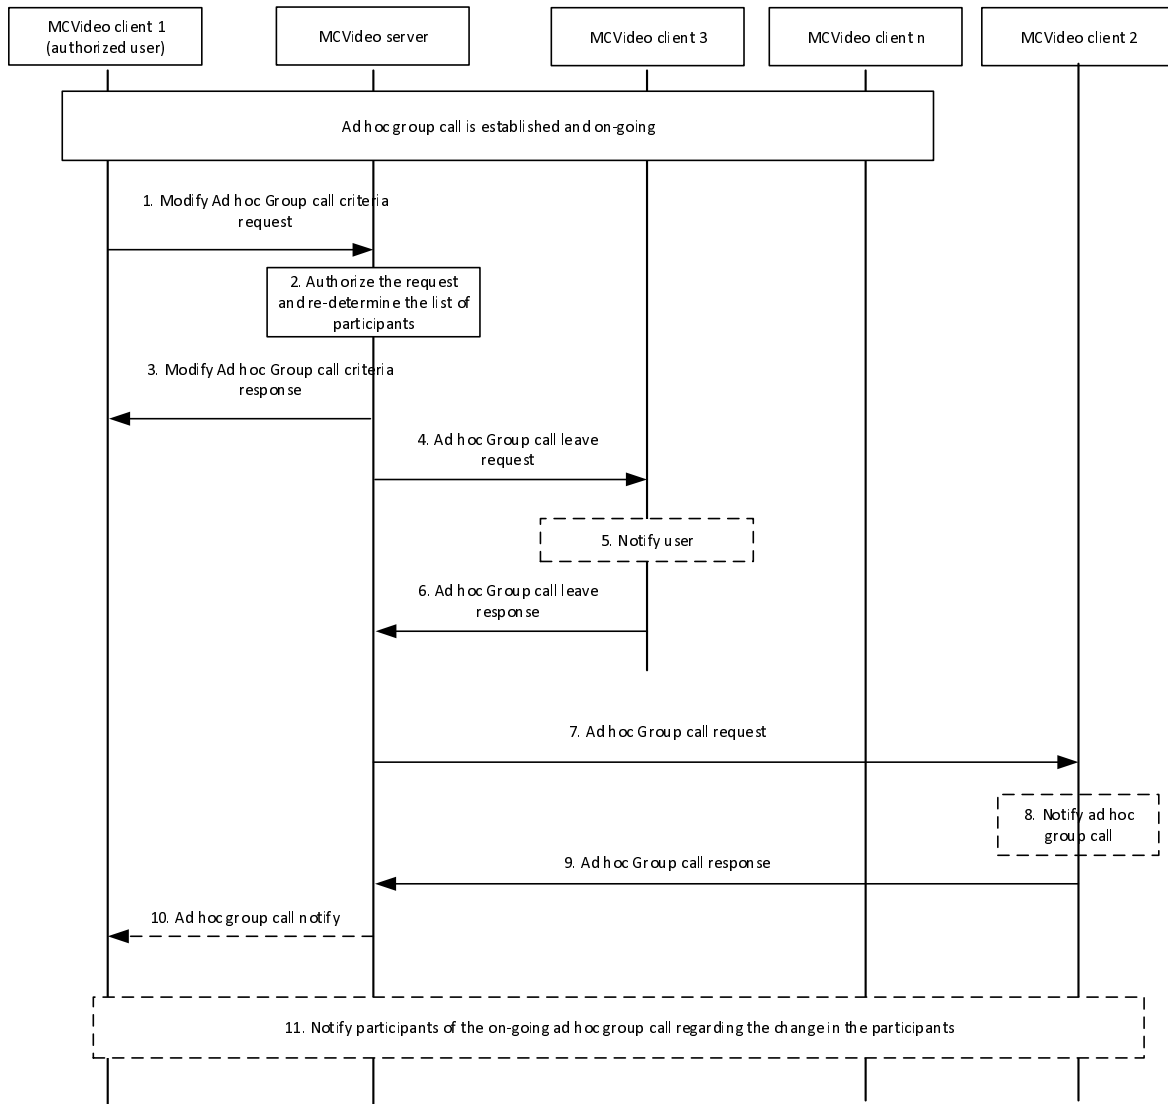 MCVideo client 1
(authorized user)
MCVideo server
MCVideo client 3
MCVideo client n
MCVideo client 2
Ad hoc group call is established and on-going
1. Modify Ad hoc Group call criteria
request
2. Authorize the request
and re-determine the list of
participants
3. Modify Ad hoc Group call criteria
response
4. Ad hoc Group call leave
request
5. Notify user
6. Ad hoc Group call leave
response
7. Ad hoc Group call request
8. Notify ad hoc
group call
9. Ad hoc Group call response
10. Ad hoc group call notify
11. Notify participants of the on-going ad hoc group call regarding the change in the participants